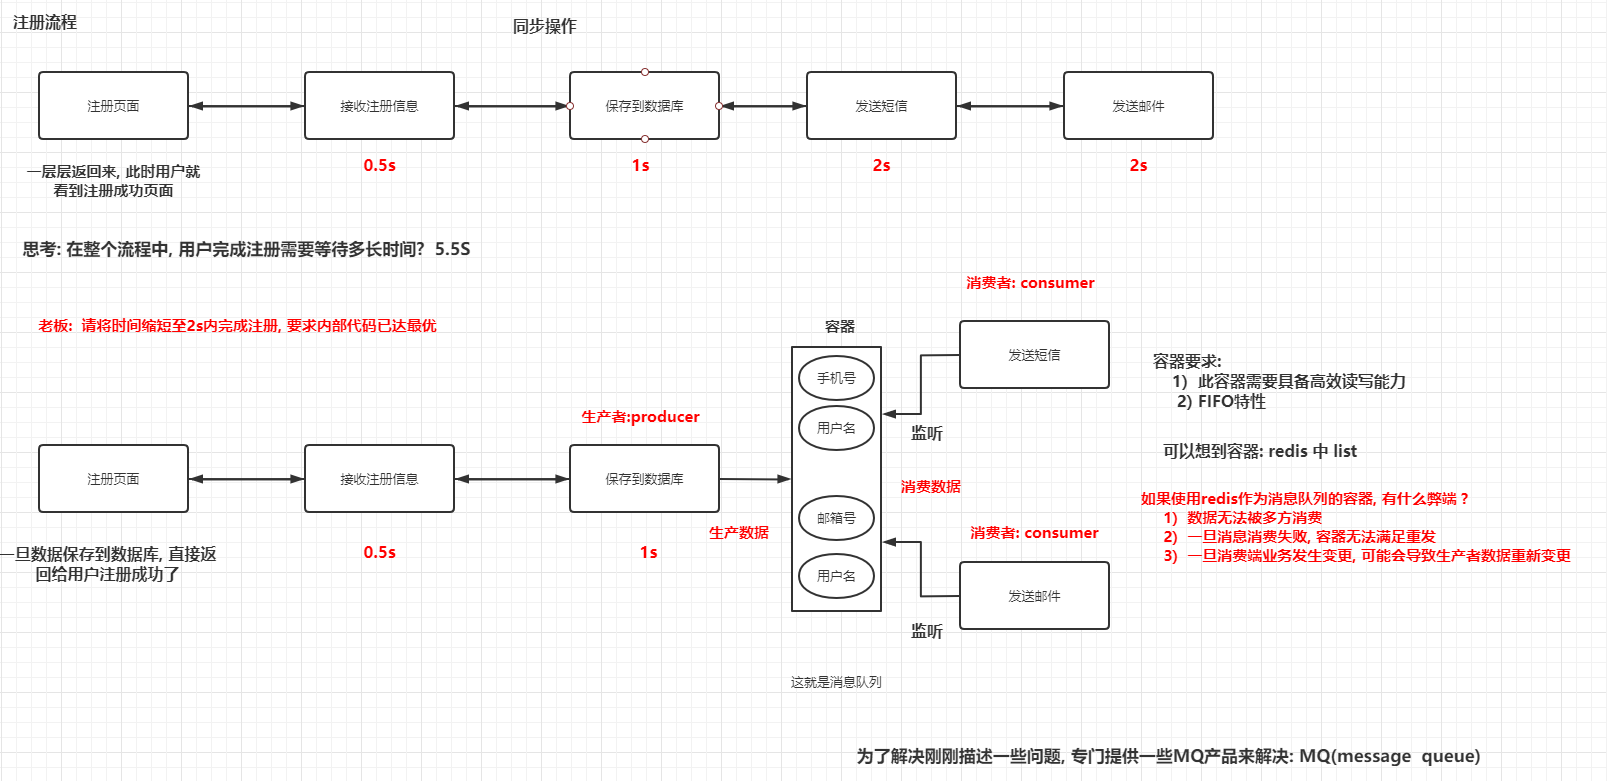 注册流程
同步操作
注册页面
接收注册信息
保存到数据库
发送短信
发送邮件
0.5s
1s
2s
2s
一层层返回来, 此时用户就
看到注册成功页面
思考: 在整个流程中, 用户完成注册需要等待多长时间? 5.5S
老板: 请将时间缩短至2s内完成注册, 要求内部代码已达最优
消费者: consumer
容器
发送短信
手机号
用户名
监听
生产者:producer
容器要求:
1) 此容器需要具备高效读写能力
2) FIFO特性
可以想到容器: redis 中 list
注册页面
接收注册信息
保存到数据库
消费数据
如果使用redis作为消息队列的容器, 有什么弊端 ?
1) 数据无法被多方消费
2) 一旦消息消费失败, 容器无法满足重发
3) 一旦消费端业务发生变更, 可能会导致生产者数据重新变更
邮箱号
用户名
生产数据
消费者: consumer
一旦数据保存到数据库, 直接返
回给用户注册成功了
0.5s
1s
发送邮件
监听
这就是消息队列
为了解决刚刚描述一些问题, 专门提供一些MQ产品来解决: MQ(message queue)